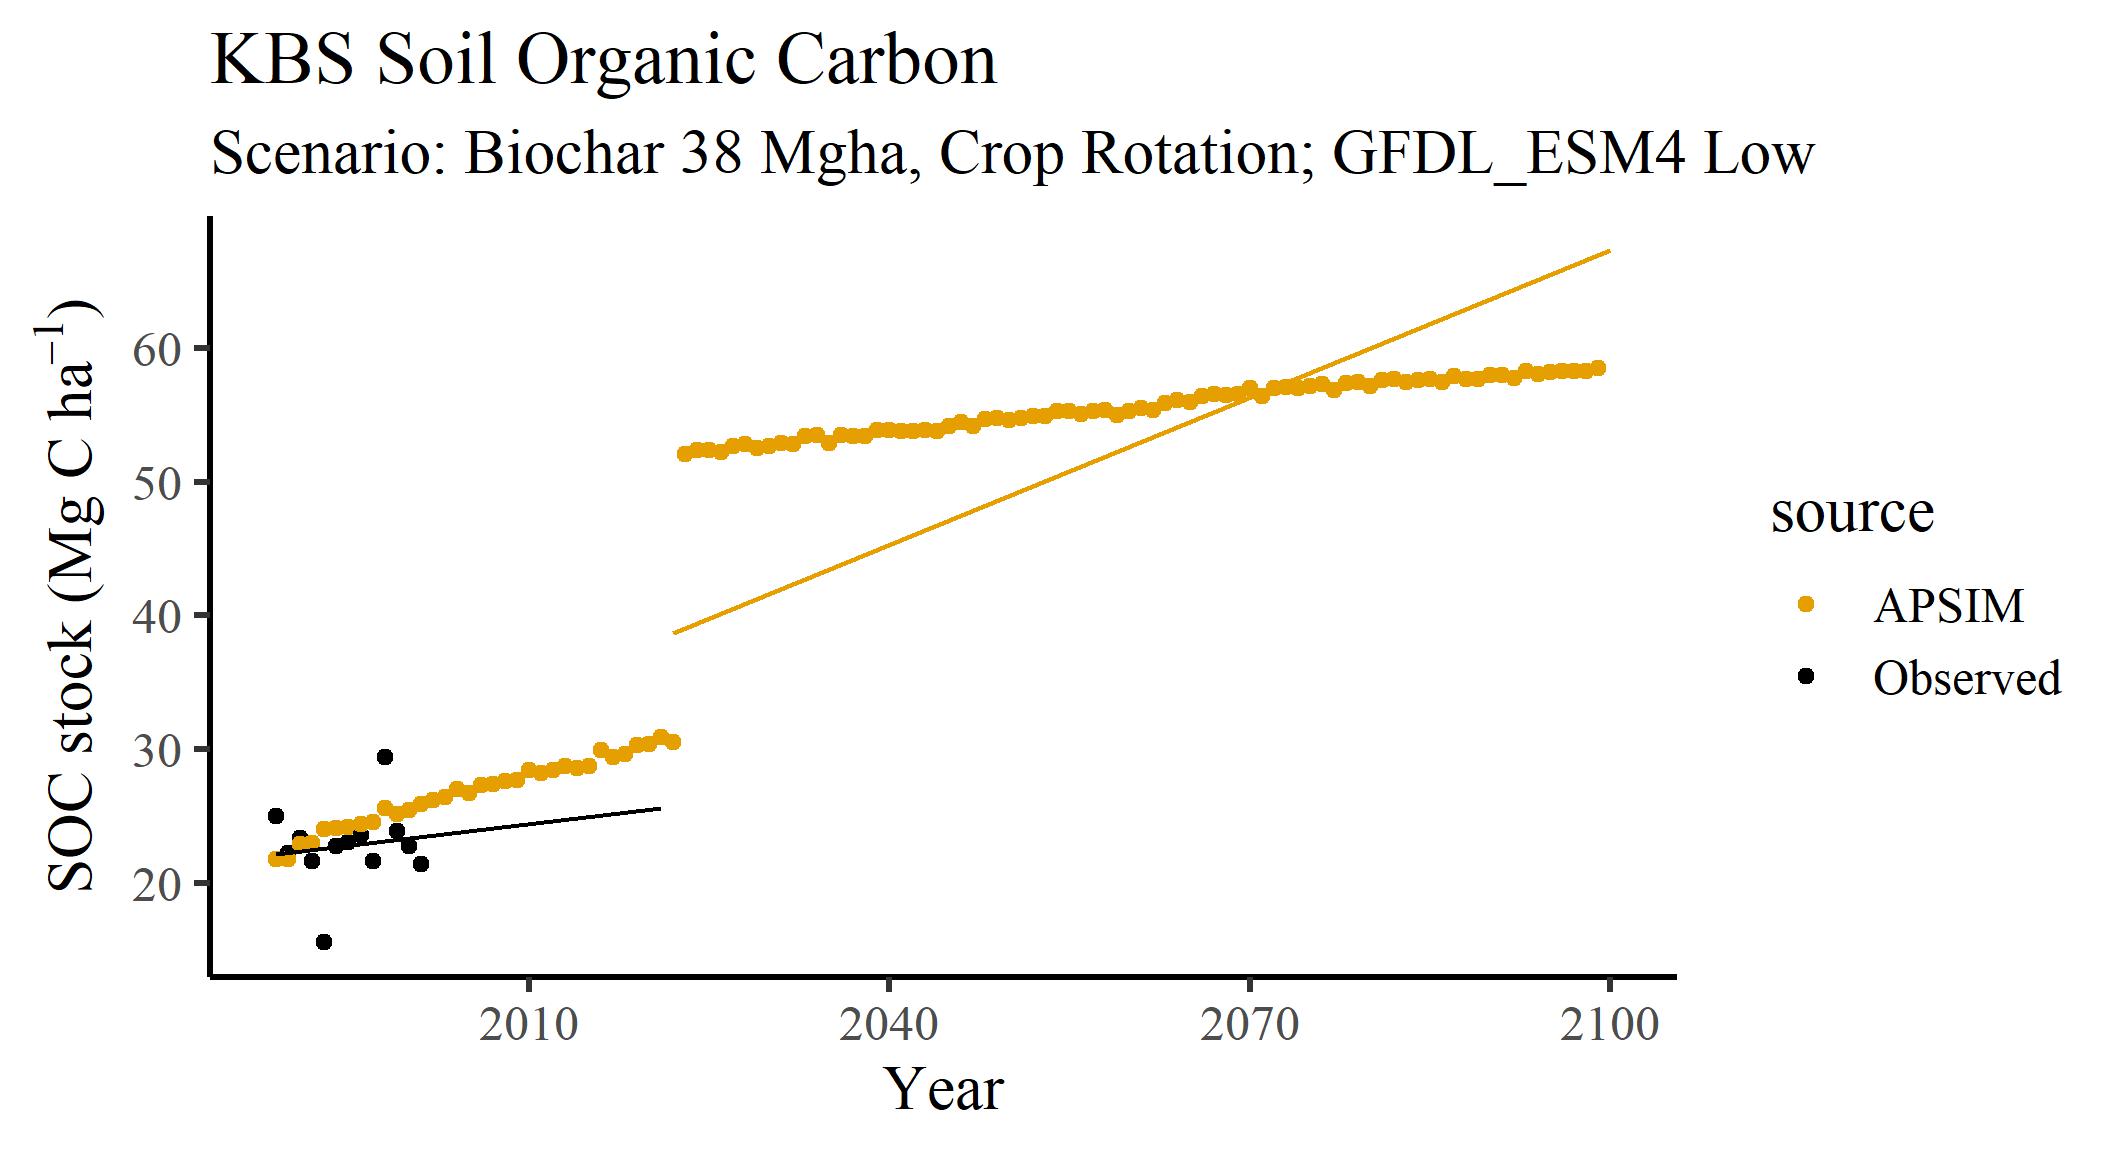 KBS Soil Organic Carbon
Scenario: Biochar 38 Mgha, Crop Rotation; GFDL_ESM4 Low
SOC stock (Mg C ha⁻¹)
60
50
40
30
20
2010
2040
2070
2100
Year
source
APSIM
Observed